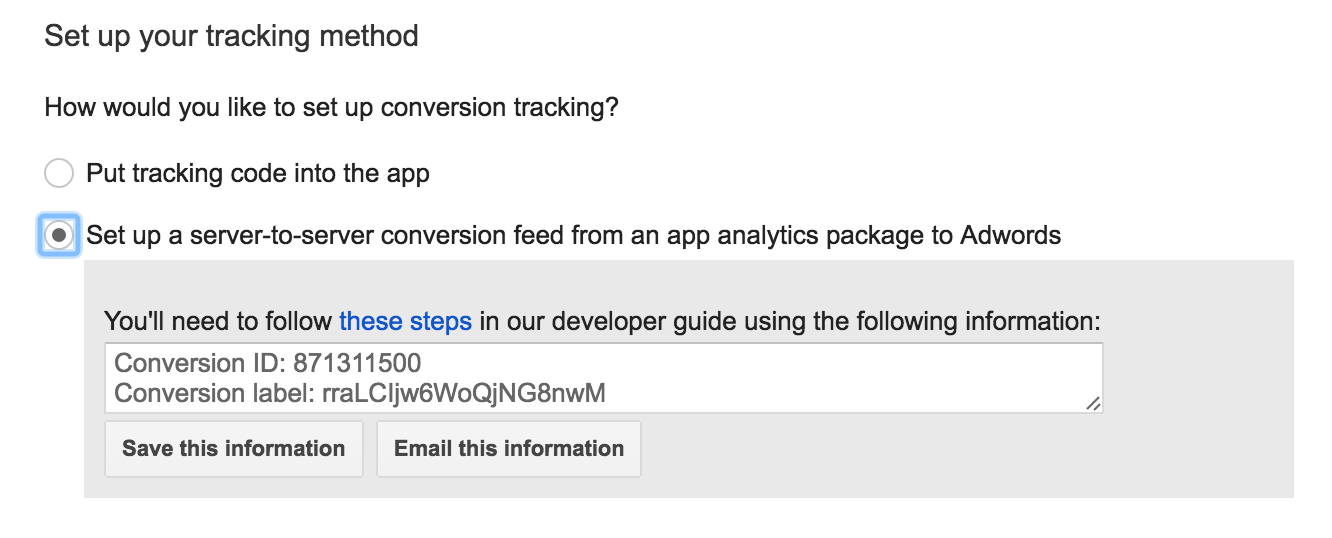 Set up your tracking method
How would you like to set up conversion tracking?
Put tracking code into the app
Set up a server-to-server conversion feed from an app analytics package to Adwords
You'll need to follow these steps in our developer guide using the following information:
Conversion ID: 871311500
Conversion label: rraLCIjw6WoQjNG8nwM
Save this information
Email this information